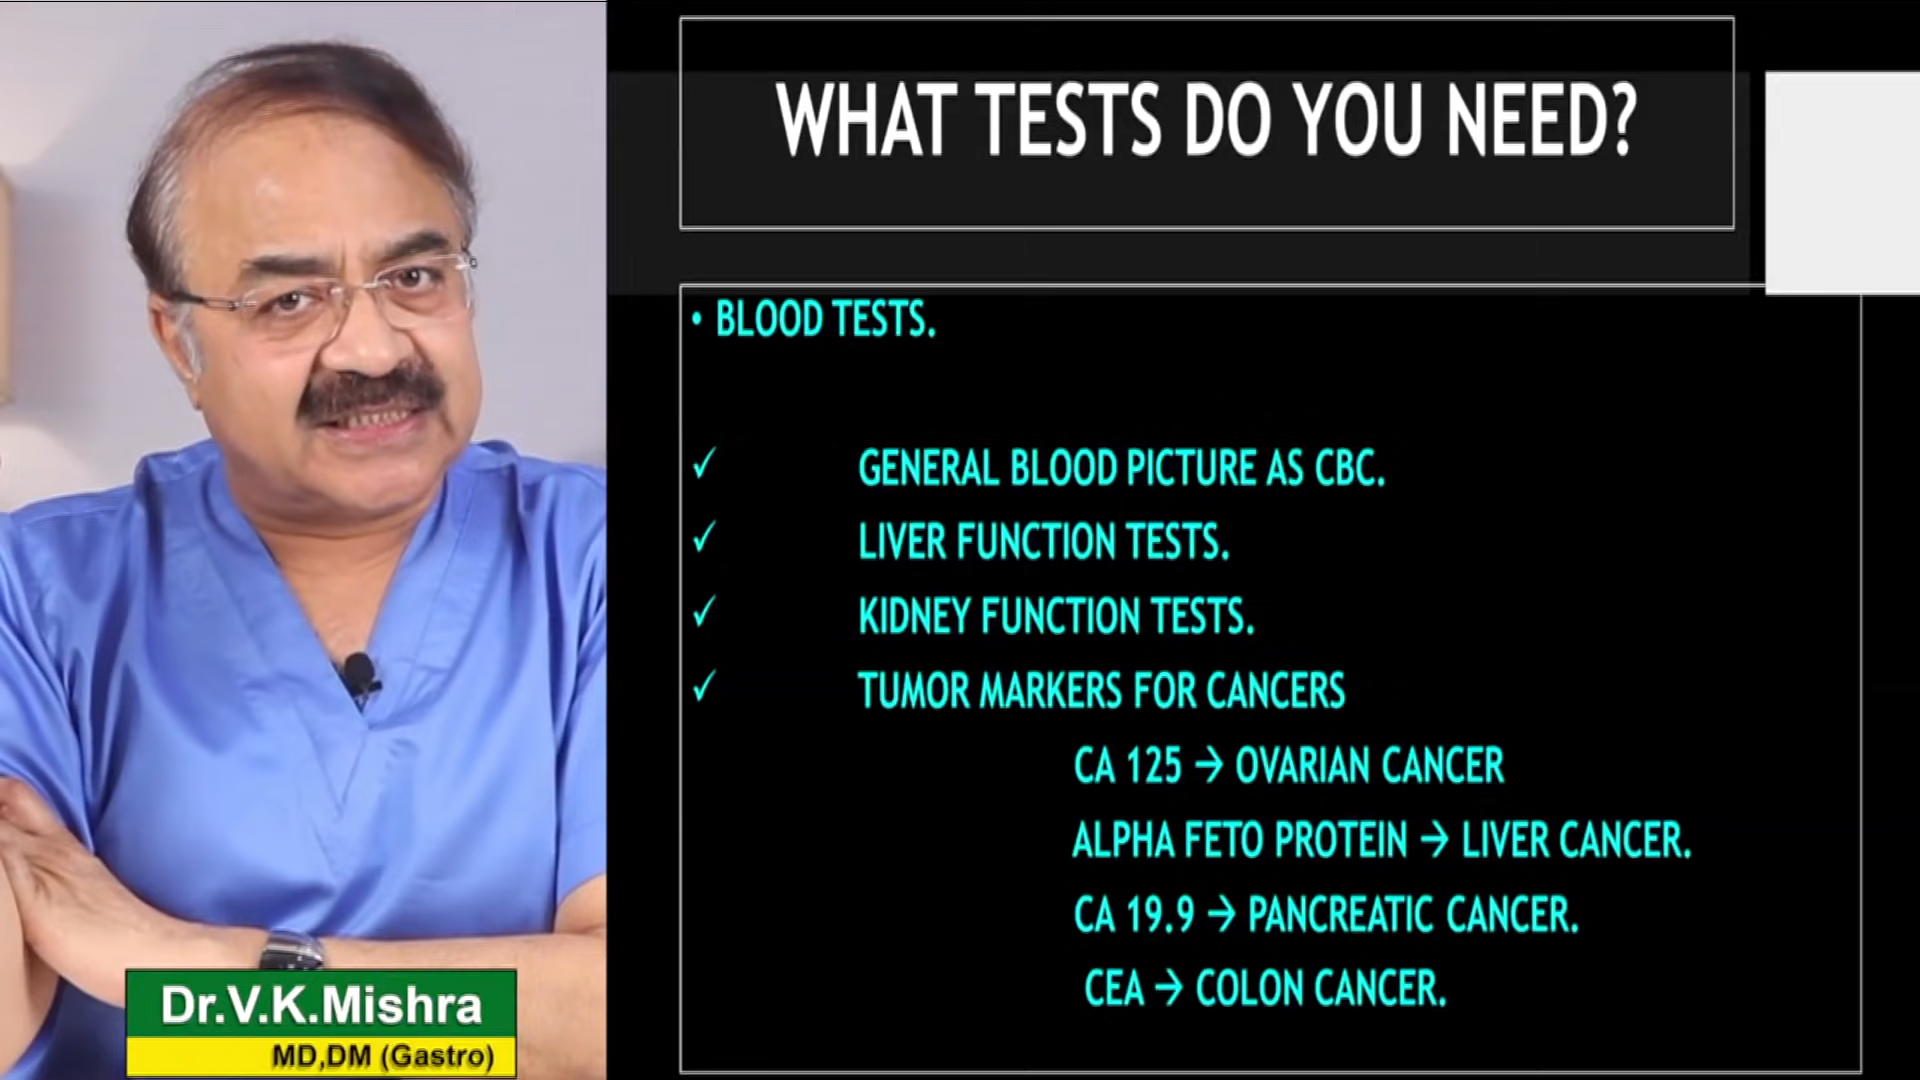 WHAT TESTS DO YOU NEED?
• BLOOD TESTS.
✓ GENERAL BLOOD PICTURE AS CBC.
✓ LIVER FUNCTION TESTS.
✓ KIDNEY FUNCTION TESTS.
✓ TUMOR MARKERS FOR CANCERS
CA 125 → OVARIAN CANCER
ALPHA FETO PROTEIN → LIVER CANCER.
CA 19.9 → PANCREATIC CANCER.
CEA → COLON CANCER.
Dr.V.K.Mishra
MD,DM (Gastro)